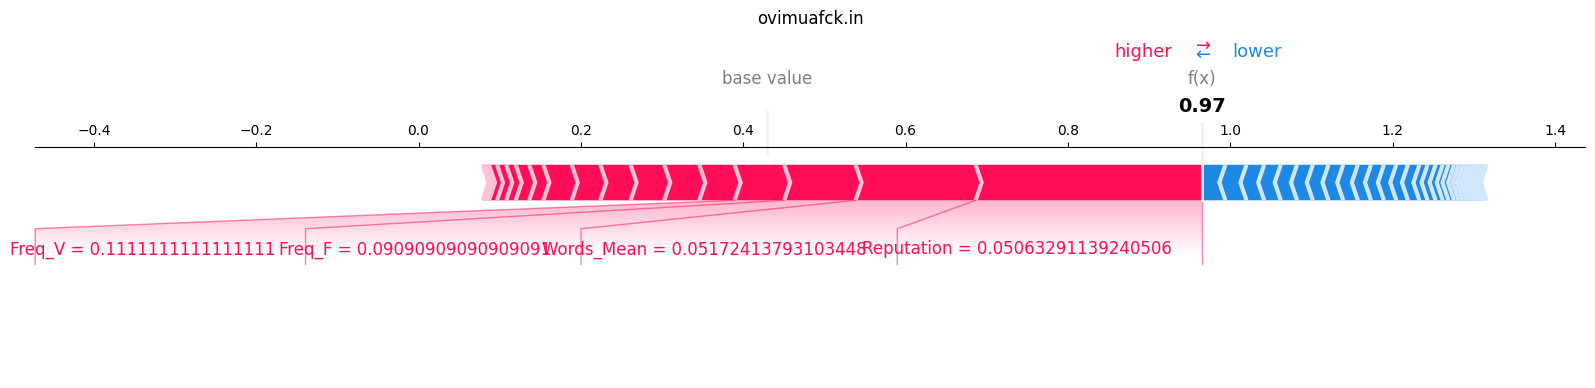 ovimuafck.in
higher ⇄ lower
base value f(x)
0.97
−0.4 −0.2 0.0 0.2 0.4 0.6 0.8 1.0 1.2 1.4
Freq_V = 0.1111111111111111 Freq_F = 0.09090909090909091 Words_Mean = 0.05172413793103448 Reputation = 0.05063291139240506